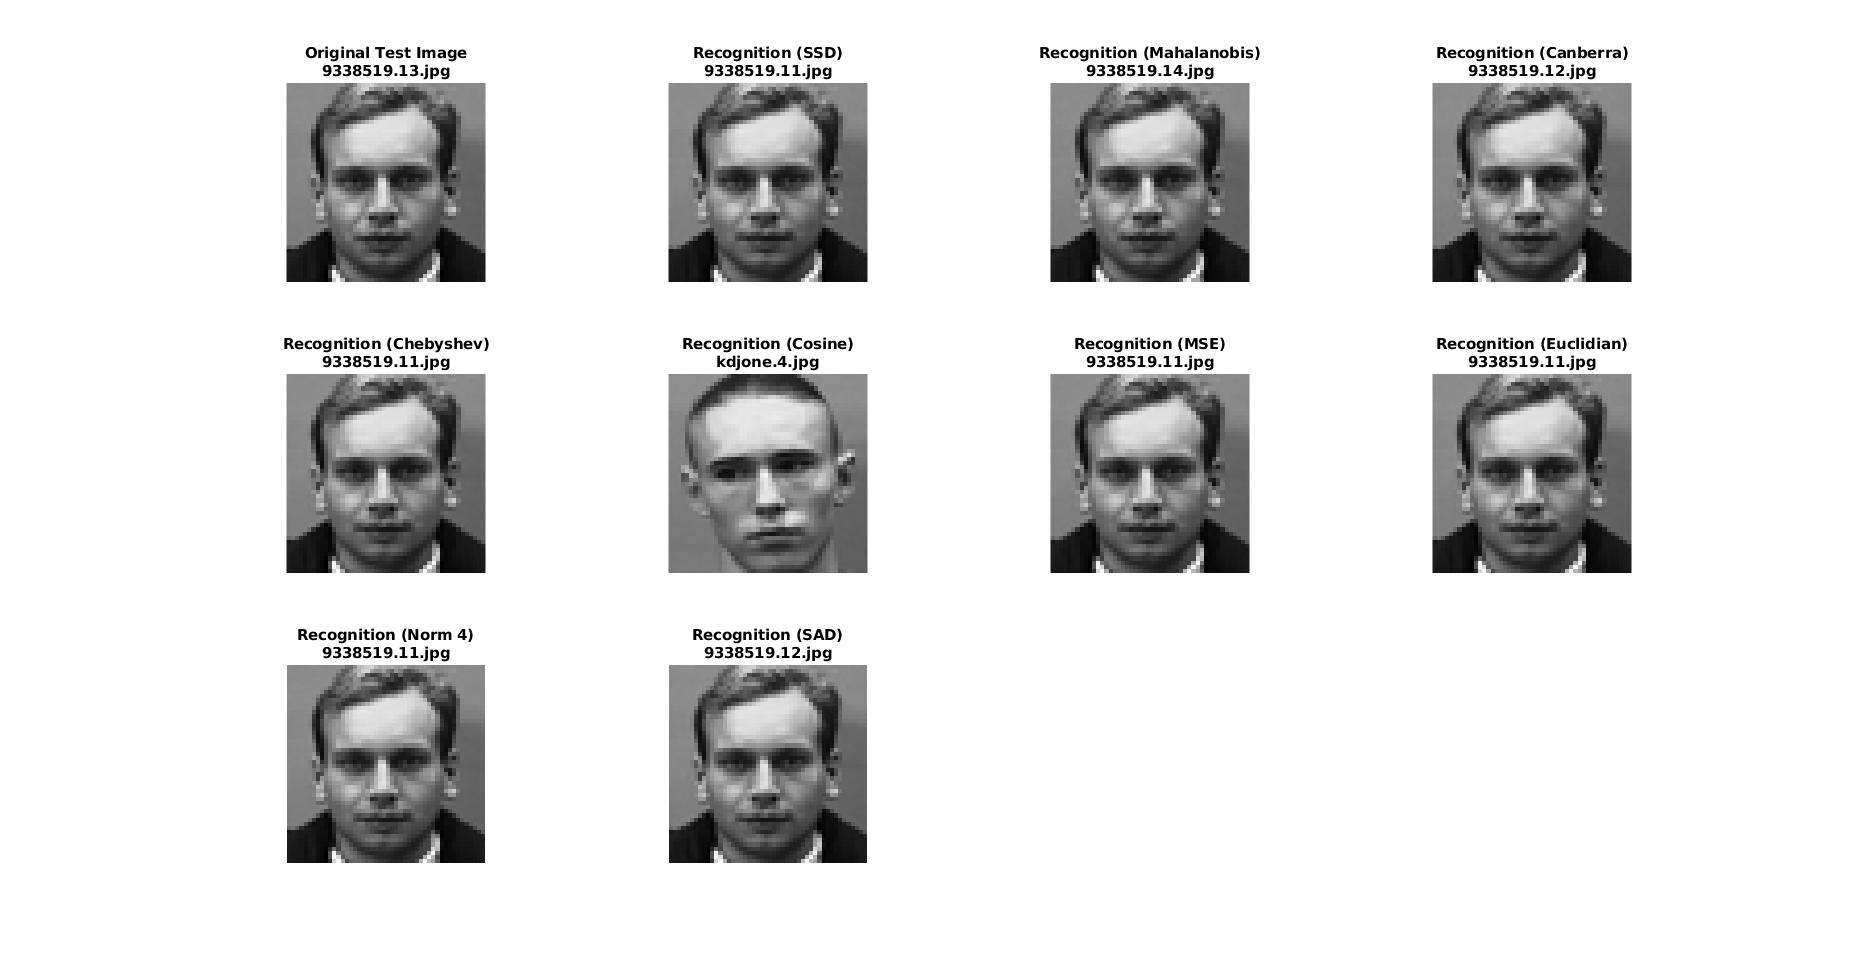 Original Test Image
9338519.13.jpg
Recognition (SSD)
9338519.11.jpg
Recognition (Mahalanobis)
9338519.14.jpg
Recognition (Canberra)
9338519.12.jpg
Recognition (Chebyshev)
9338519.11.jpg
Recognition (Cosine)
kdjone.4.jpg
Recognition (MSE)
9338519.11.jpg
Recognition (Euclidian)
9338519.11.jpg
Recognition (Norm 4)
9338519.11.jpg
Recognition (SAD)
9338519.12.jpg